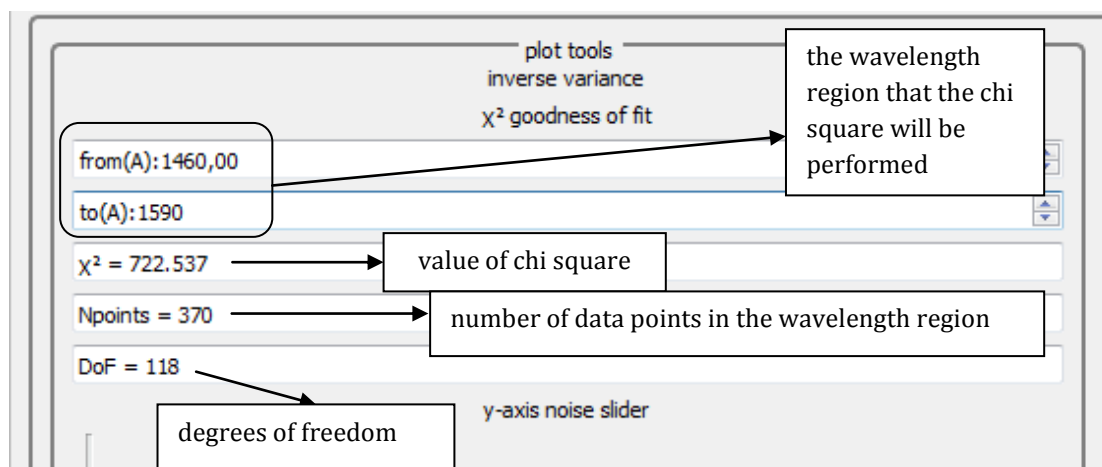 plot tools
inverse variance
χ² goodness of fit
the wavelength
region that the chi
square will be
performed
from(A):1460,00
to(A):1590
χ² = 722.537
value of chi square
Npoints = 370
number of data points in the wavelength region
DoF = 118
degrees of freedom
y-axis noise slider